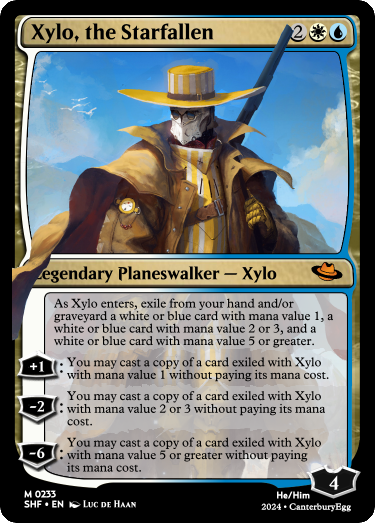 Xylo, the Starfallen 2
Legendary Planeswalker — Xylo
As Xylo enters, exile from your hand and/or
graveyard a white or blue card with mana value 1, a
white or blue card with mana value 2 or 3, and a
white or blue card with mana value 5 or greater.
+1: You may cast a copy of a card exiled with Xylo
with mana value 1 without paying its mana cost.
-2: You may cast a copy of a card exiled with Xylo
with mana value 2 or 3 without paying its mana
cost.
-6: You may cast a copy of a card exiled with Xylo
with mana value 5 or greater without paying
its mana cost.
4
M 0233
He/Him
SHF • EN Luc de Haan
2024 • CanterburyEgg